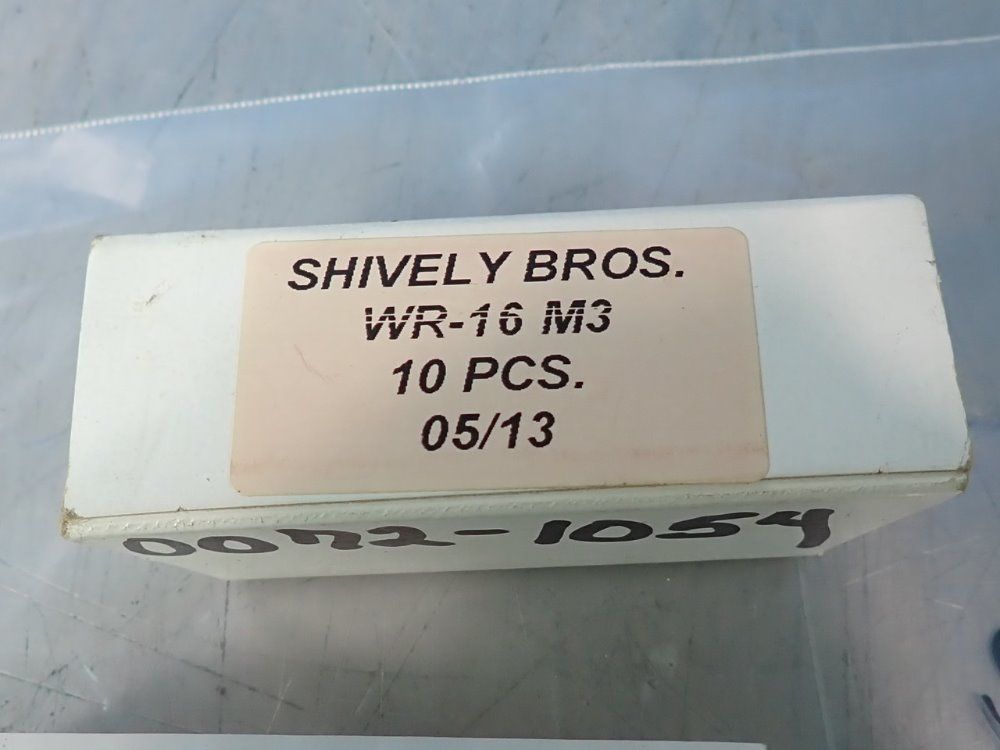 SHIVELY BROS.
WR-16 M3
10 PCS.
05/13
0072-1054